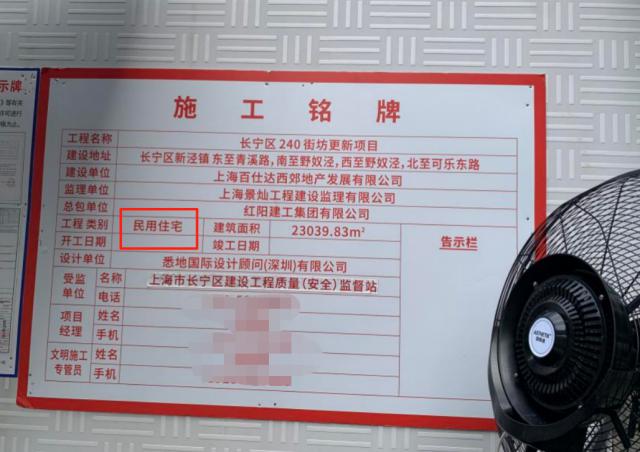 示牌
施工铭牌
工程名称 长宁区240街坊更新项目
建设地址 长宁区新泾镇东至青溪路,南至野奴泾,西至野奴泾,北至可乐东路
建设单位 上海百仕达西郊地产发展有限公司
监理单位 上海景灿工程建设监理有限公司
总包单位 红阳建工集团有限公司
工程类别 民用住宅 建筑面积 23039.83m²
开工日期 竣工日期
告示栏
设计单位 悉地国际设计顾问(深圳)有限公司
受监单位 名称 上海市长宁区建设工程质量(安全)监督站
电话
项目经理 姓名
手机
文明施工专管员 姓名
手机